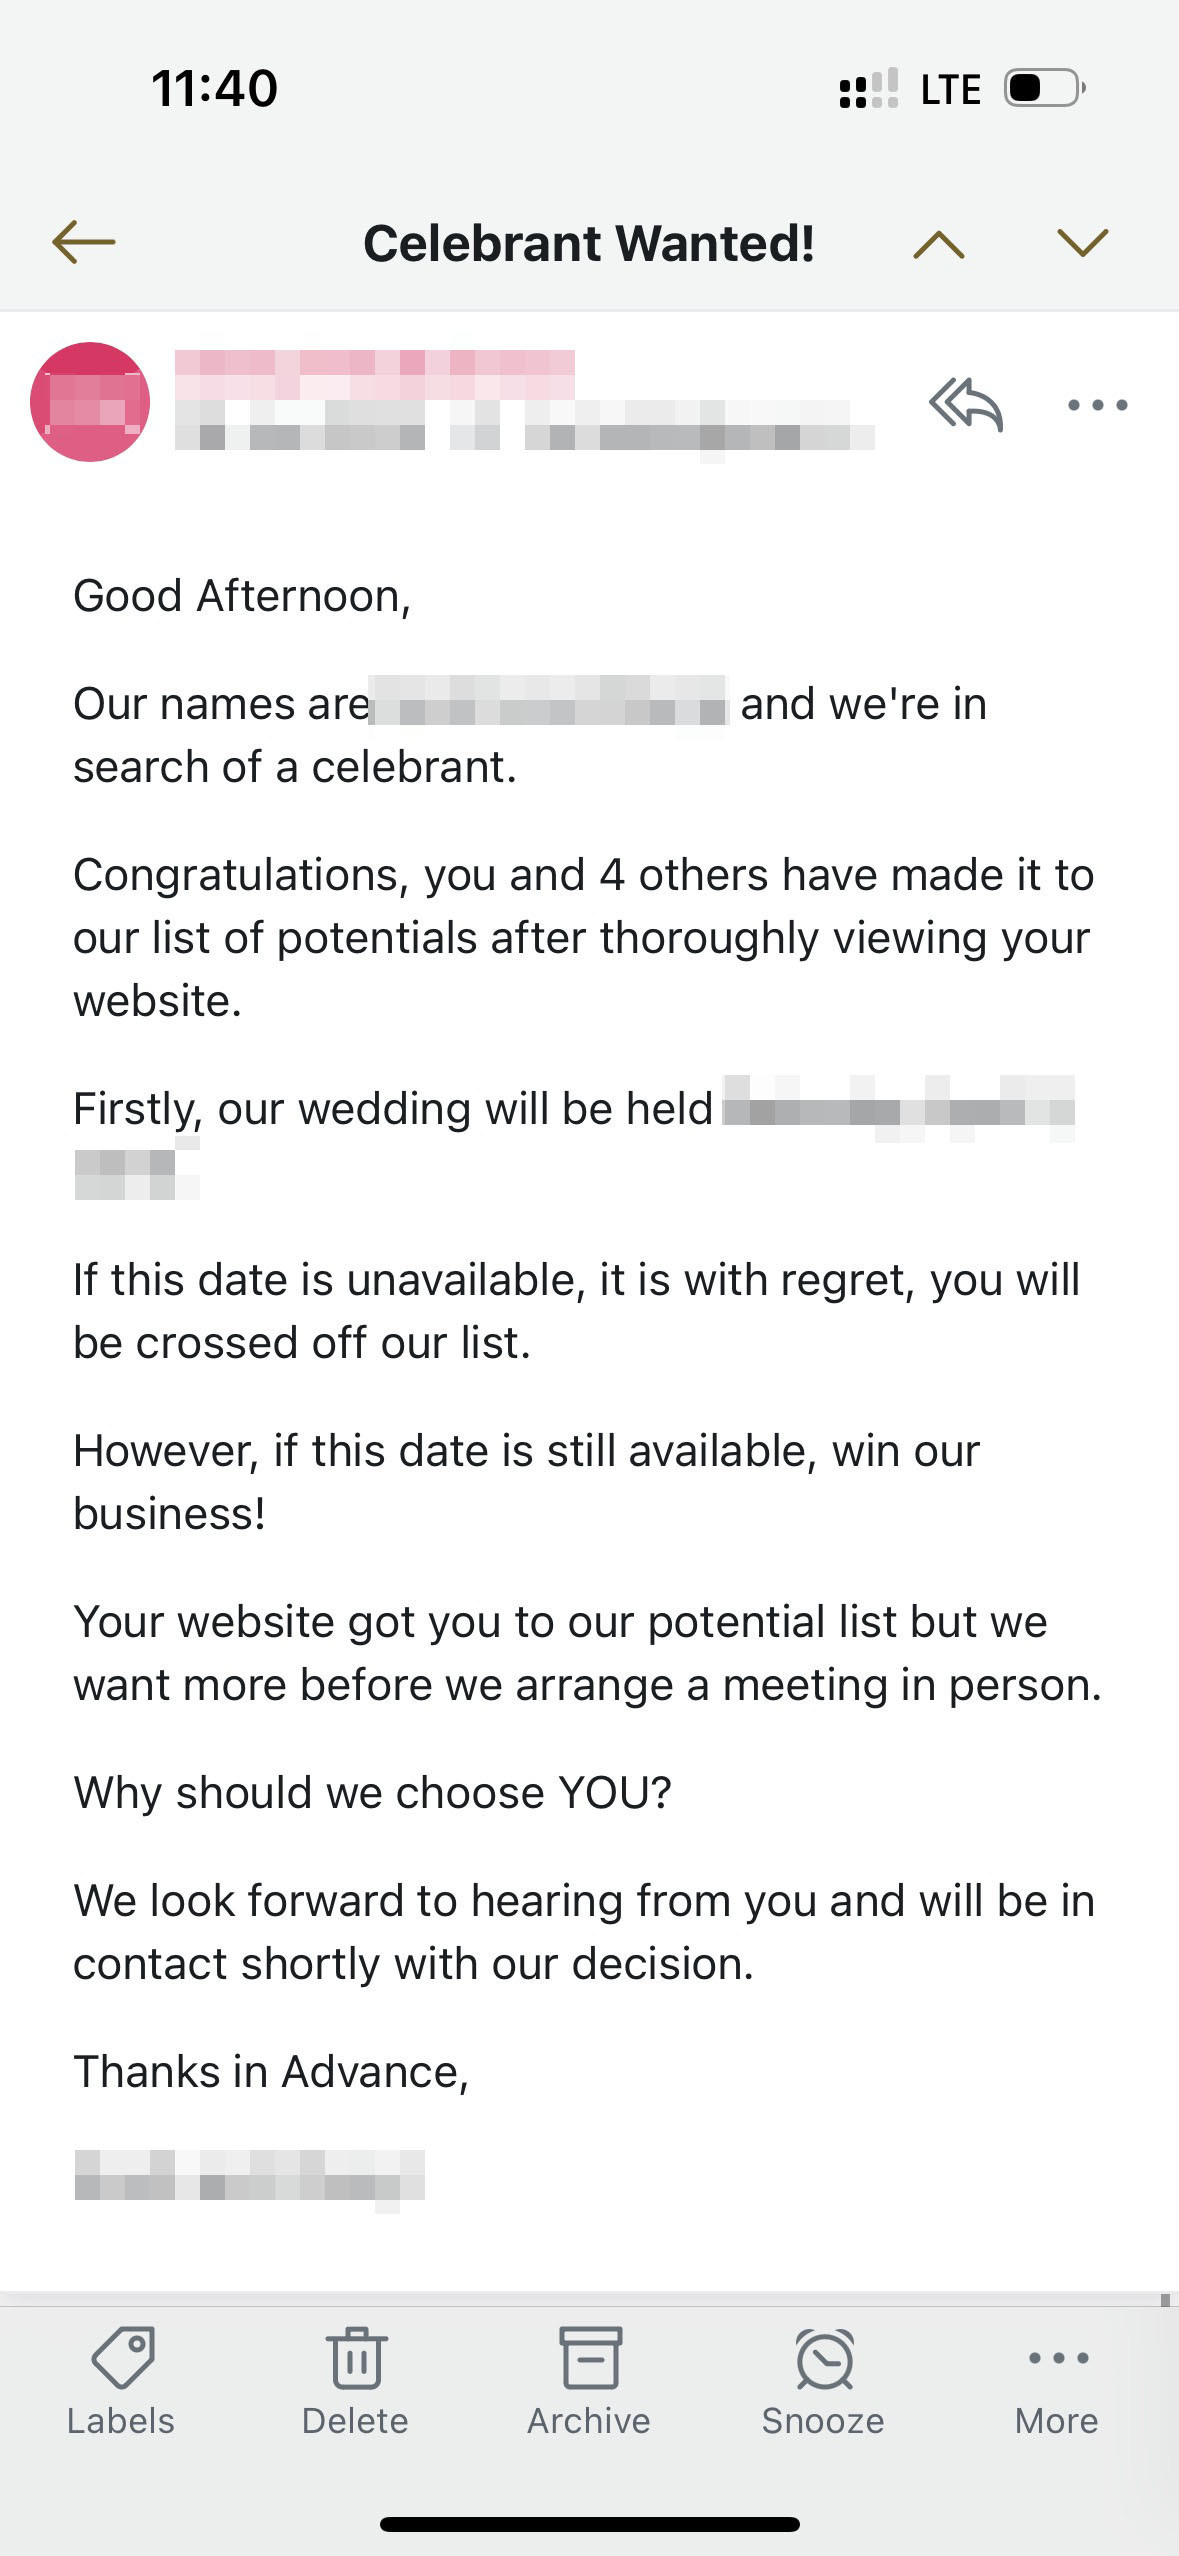 11:40
LTE
Celebrant Wanted!
Good Afternoon,
Our names are and we're in
search of a celebrant.
Congratulations, you and 4 others have made it to
our list of potentials after thoroughly viewing your
website.
Firstly, our wedding will be held
If this date is unavailable, it is with regret, you will
be crossed off our list.
However, if this date is still available, win our
business!
Your website got you to our potential list but we
want more before we arrange a meeting in person.
Why should we choose YOU?
We look forward to hearing from you and will be in
contact shortly with our decision.
Thanks in Advance,
Labels Delete Archive Snooze More